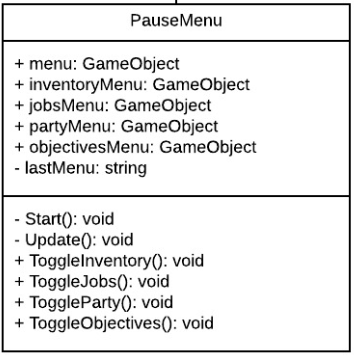 PauseMenu
+ menu: GameObject
+ inventoryMenu: GameObject
+ jobsMenu: GameObject
+ partyMenu: GameObject
+ objectivesMenu: GameObject
- lastMenu: string
- Start(): void
- Update(): void
+ ToggleInventory(): void
+ ToggleJobs(): void
+ ToggleParty(): void
+ ToggleObjectives(): void